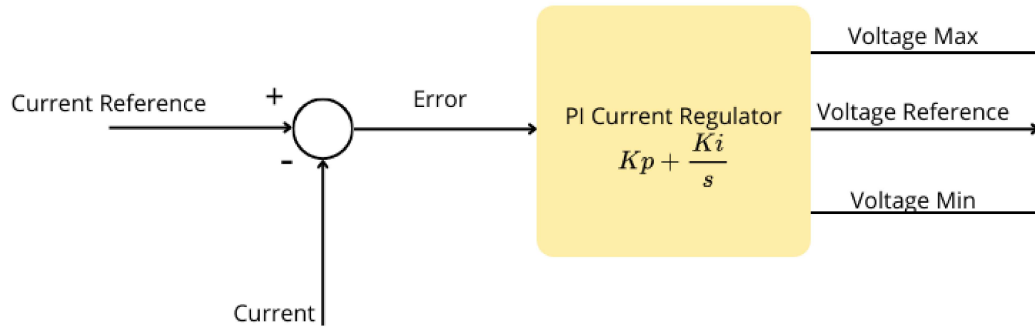 Voltage Max
Current Reference
+
Error
PI Current Regulator
Kp + Ki/s
Voltage Reference
-
Voltage Min
Current